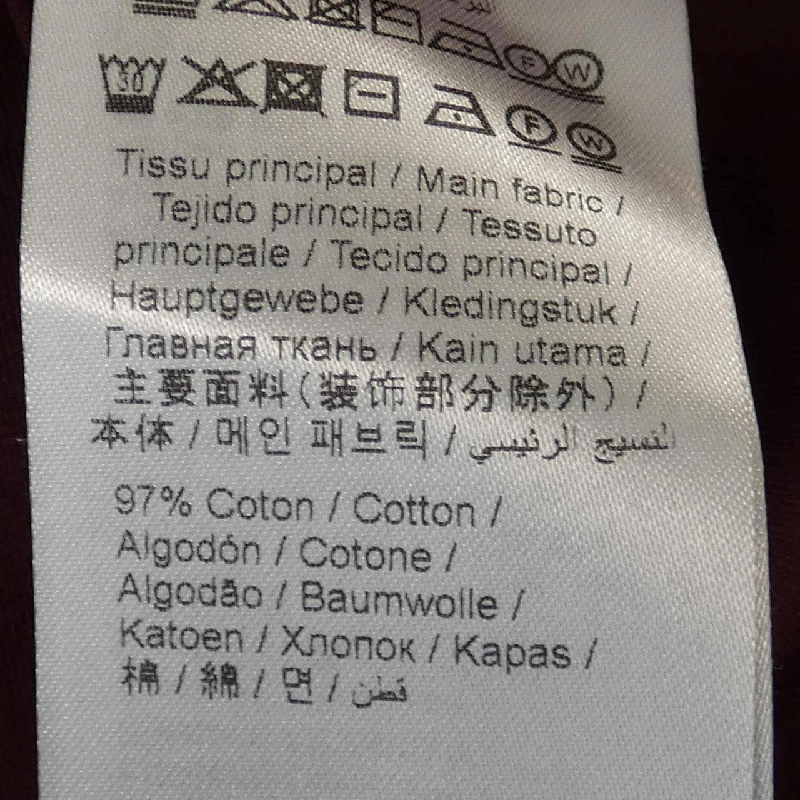 30
F W
Tissu principal / Main fabric /
Tejido principal / Tessuto
principale / Tecido principal /
Hauptgewebe / Kledingstuk /
Главная ткань / Kain utama /
主要面料(装饰部分除外) /
本体 / 메인 패브릭 / النسيج الرئيسي
97% Coton / Cotton /
Algodón / Cotone /
Algodão / Baumwolle /
Katoen / Хлопок / Kapas /
棉 / 綿 / 면 / قطن